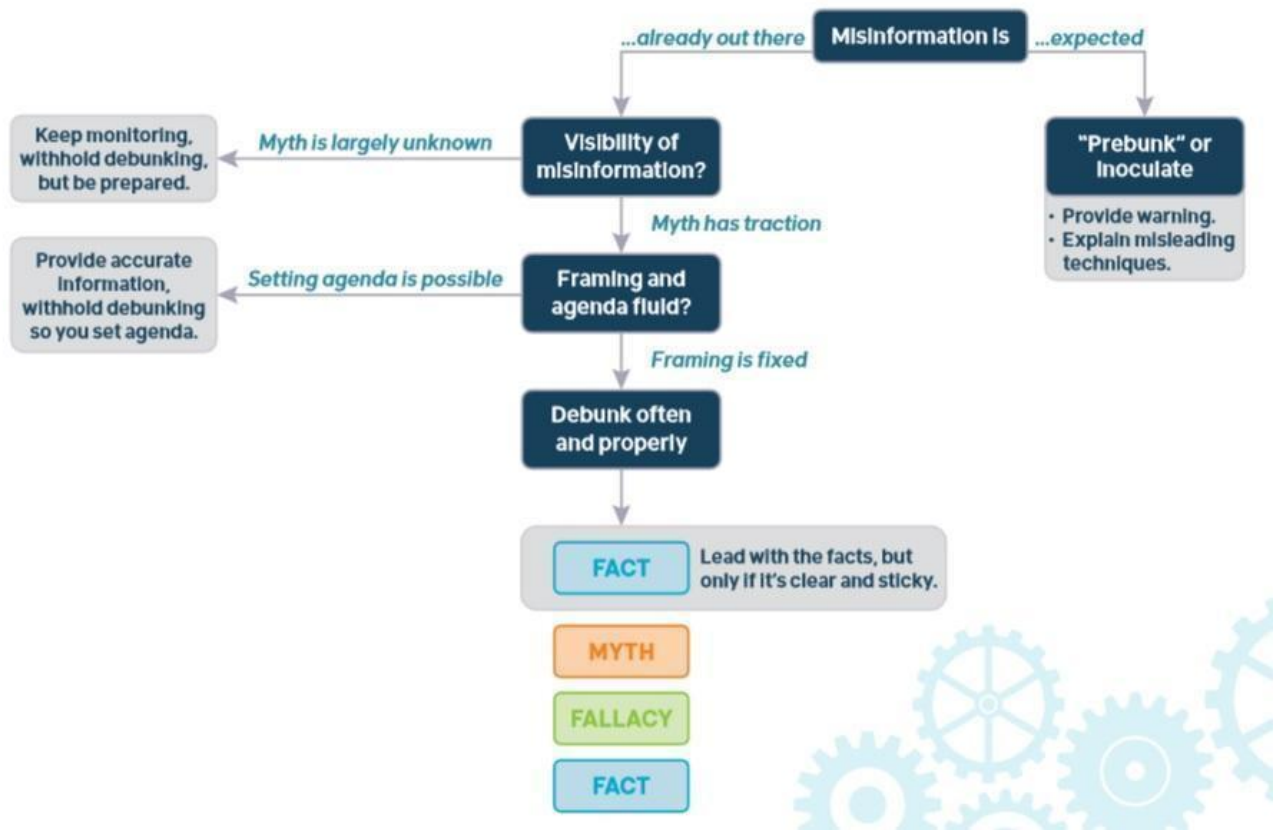 Misinformation is
...already out there
...expected
Visibility of
misinformation?
Myth is largely unknown
Keep monitoring,
withhold debunking,
but be prepared.
"Prebunk" or
inoculate
• Provide warning.
• Explain misleading
techniques.
Myth has traction
Framing and
agenda fluid?
Setting agenda is possible
Provide accurate
information,
withhold debunking
so you set agenda.
Framing is fixed
Debunk often
and properly
FACT
Lead with the facts, but
only if it's clear and sticky.
MYTH
FALLACY
FACT